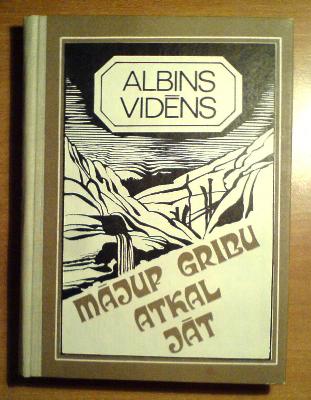 ALBINS
VIDĒNS
MĀJUP GRIBU
ATKAL
JĀT